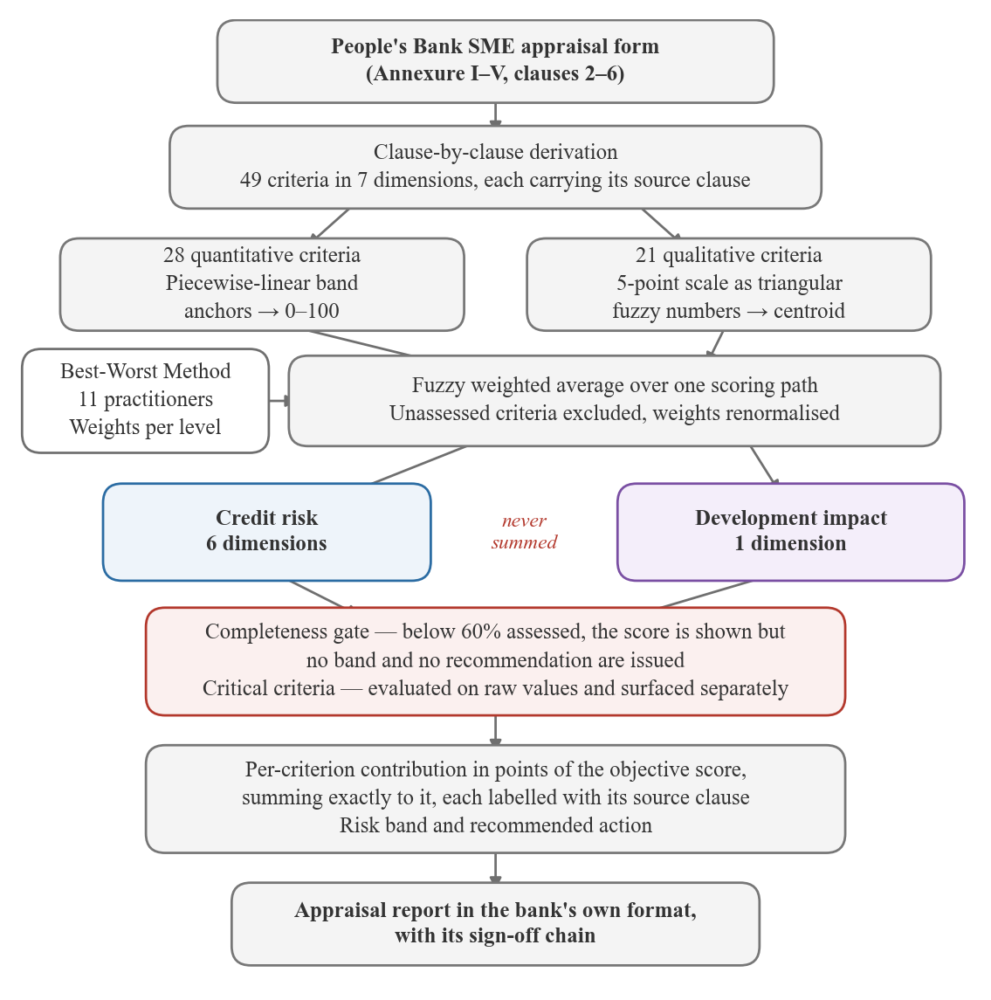 People's Bank SME appraisal form
(Annexure I–V, clauses 2–6)
Clause-by-clause derivation
49 criteria in 7 dimensions, each carrying its source clause
28 quantitative criteria
Piecewise-linear band
anchors → 0–100
21 qualitative criteria
5-point scale as triangular
fuzzy numbers → centroid
Best-Worst Method
11 practitioners
Weights per level
Fuzzy weighted average over one scoring path
Unassessed criteria excluded, weights renormalised
Credit risk
6 dimensions
never
summed
Development impact
1 dimension
Completeness gate — below 60% assessed, the score is shown but
no band and no recommendation are issued
Critical criteria — evaluated on raw values and surfaced separately
Per-criterion contribution in points of the objective score,
summing exactly to it, each labelled with its source clause
Risk band and recommended action
Appraisal report in the bank's own format,
with its sign-off chain